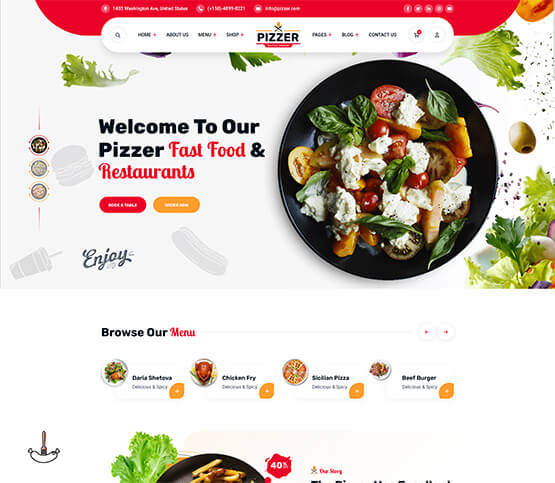 1403 Washington Ave, United States
(+156)-4899-0221
info@pizzer.com
HOME +
ABOUT US
MENU +
SHOP +
PIZZER
PAGES +
BLOG +
CONTACT US
Welcome To Our
Pizzer Fast Food &
Restaurants
BOOK A TABLE
ORDER NOW
Enjoy
Browse Our Menu
Daria Shetova
Delicious & Spicy
Chicken Fry
Delicious & Spicy
Sicilian Pizza
Delicious & Spicy
Beef Burger
Delicious & Spicy
40%
Our Story